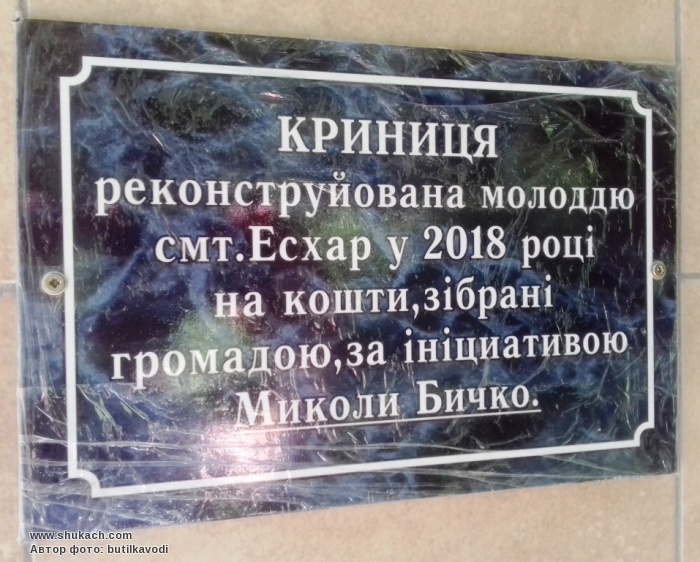 КРИНИЦЯ
реконструйована молоддю
смт.Есхар у 2018 році
на кошти,зібрані
громадою,за ініциативою
Миколи Бичко.
www.shukach.com
Автор фото: butilkavodi